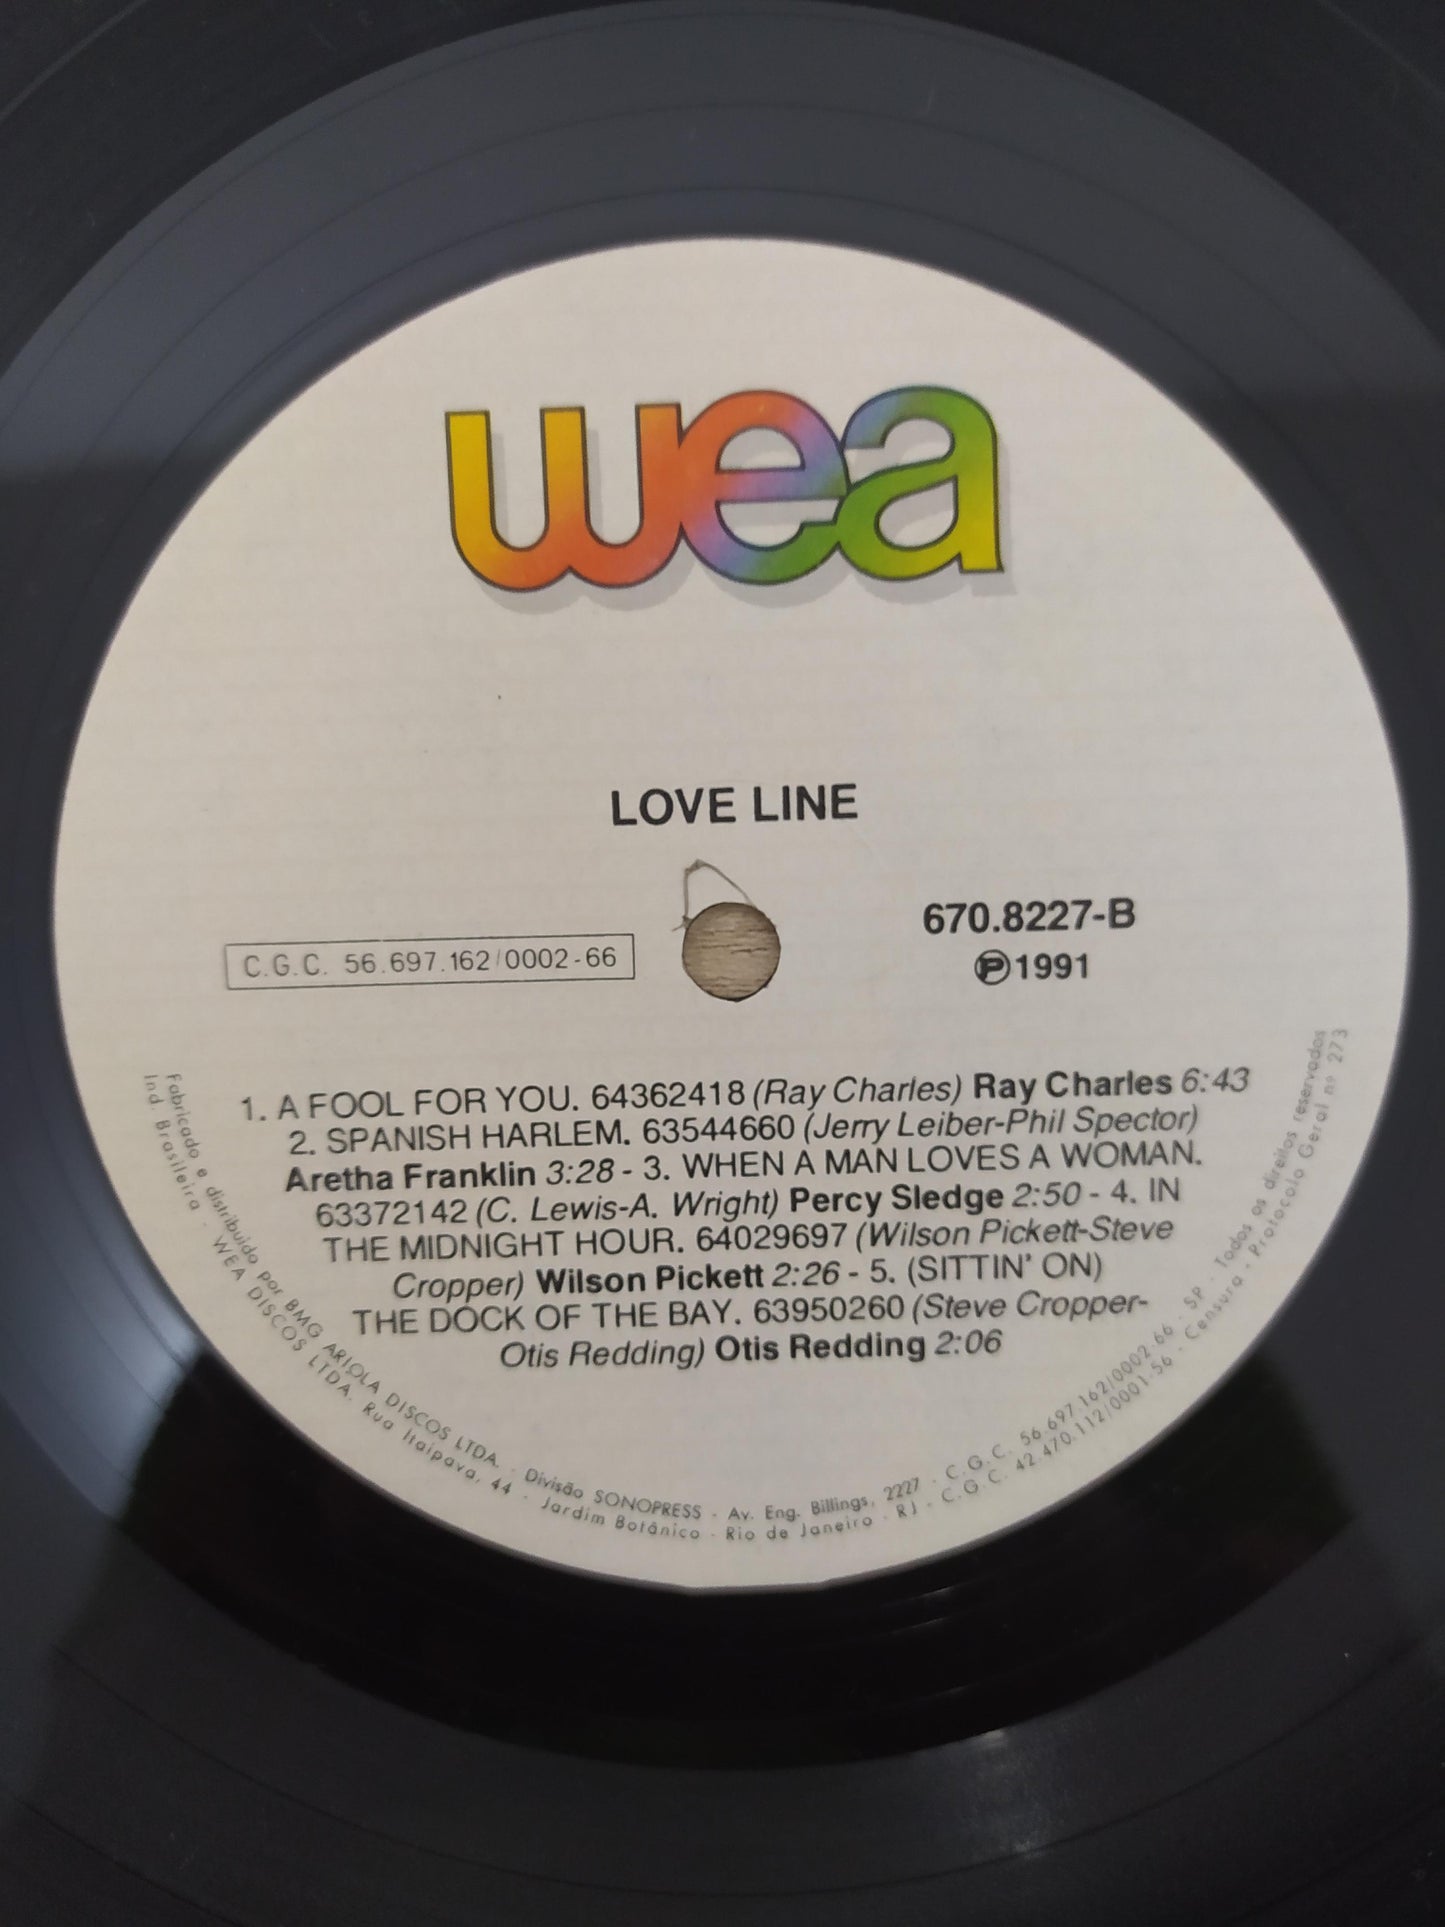 wea
LOVE LINE
C.G.C. 56.697.162/0002-66
670.8227-B
Ⓟ1991
1. A FOOL FOR YOU. 64362418 (Ray Charles) Ray Charles 6:43
2. SPANISH HARLEM. 63544660 (Jerry Leiber-Phil Spector)
Aretha Franklin 3:28 - 3. WHEN A MAN LOVES A WOMAN.
63372142 (C. Lewis-A. Wright) Percy Sledge 2:50 - 4. IN
THE MIDNIGHT HOUR. 64029697 (Wilson Pickett-Steve
Cropper) Wilson Pickett 2:26 - 5. (SITTIN' ON)
THE DOCK OF THE BAY. 63950260 (Steve Cropper-
Otis Redding) Otis Redding 2:06
Fabricado e distribuido por BMG ARIOLA DISCOS LTDA. · Divisão SONOPRESS · Av. Eng. Billings, 2227 · C.G.C. 56.697.162/0002-66 · SP · Todos os direitos reservados
Ind. Brasileira · WEA DISCOS LTDA. Rua Itaipava, 44 · Jardim Botânico · Rio de Janeiro · RJ · C.G.C. 42.470.112/0001-56 · Censura · Protocolo Geral nº 273